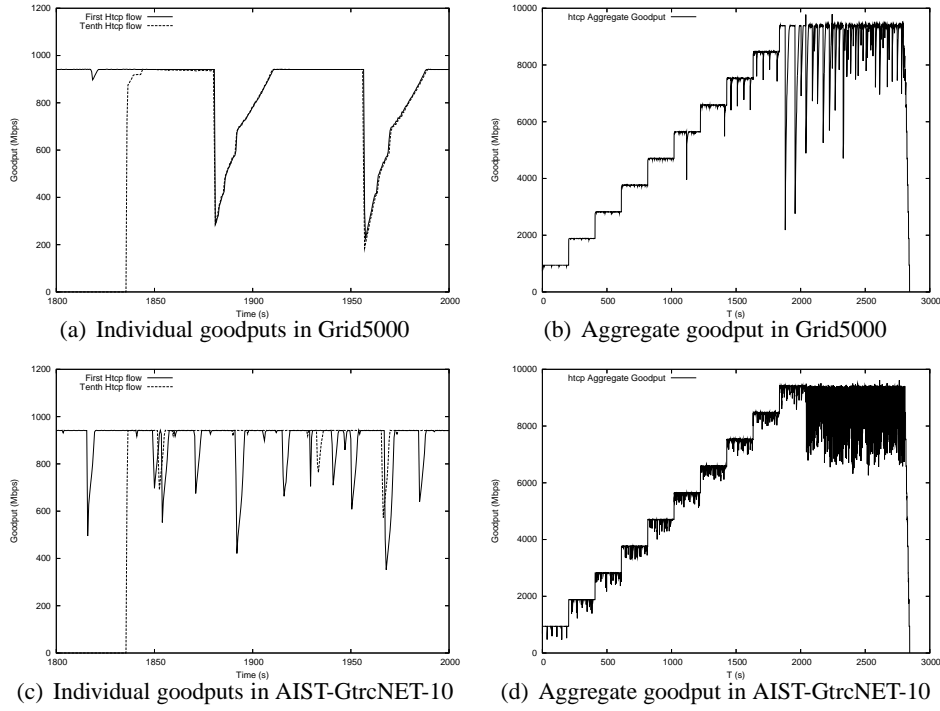 First Htcp flow
Tenth Htcp flow
1200
1000
800
600
400
200
0
Goodput (Mbps)
1800
1850
1900
1950
2000
Time (s)
(a) Individual goodputs in Grid5000
htcp Aggregate Goodput
10000
8000
6000
4000
2000
0
Goodput (Mbps)
0
500
1000
1500
2000
2500
3000
T (s)
(b) Aggregate goodput in Grid5000
First Htcp flow
Tenth Htcp flow
1200
1000
800
600
400
200
0
Goodput (Mbps)
1800
1850
1900
1950
2000
Time (s)
(c) Individual goodputs in AIST-GtrcNET-10
htcp Aggregate Goodput
10000
8000
6000
4000
2000
0
Goodput (Mbps)
0
500
1000
1500
2000
2500
3000
T (s)
(d) Aggregate goodput in AIST-GtrcNET-10